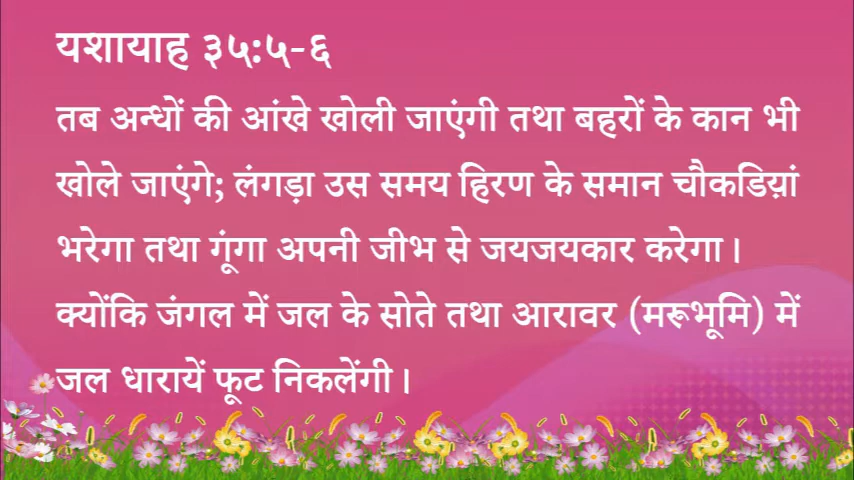 यशायाह ३५:५-६
तब अन्धों की आंखे खोली जाएंगी तथा बहरों के कान भी
खोले जाएंगे; लंगड़ा उस समय हिरण के समान चौकडिय़ां
भरेगा तथा गूंगा अपनी जीभ से जयजयकार करेगा।
क्योंकि जंगल में जल के सोते तथा आरावर (मरूभूमि) में
जल धारायें फूट निकलेंगी।